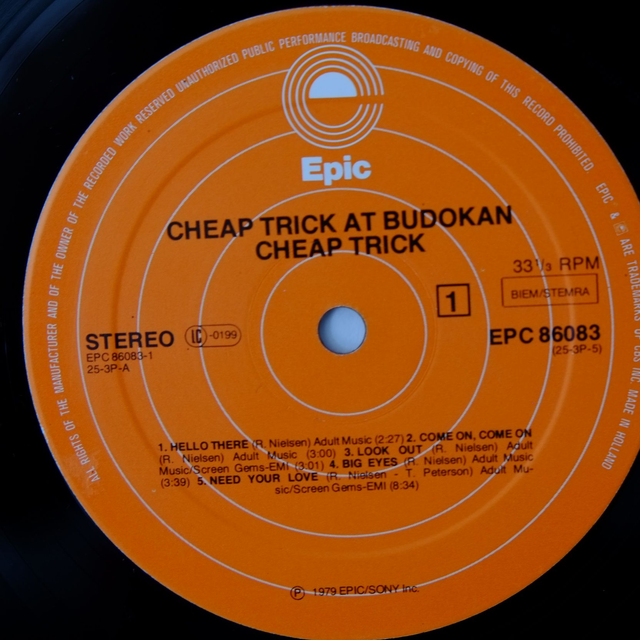 ALL RIGHTS OF THE MANUFACTURER AND OF THE OWNER OF THE RECORDED WORK RESERVED UNAUTHORIZED PUBLIC PERFORMANCE BROADCASTING AND COPYING OF THIS RECORD PROHIBITED. EPIC & ARE TRADEMARKS OF CBS INC. MADE IN HOLLAND
Epic
CHEAP TRICK AT BUDOKAN
CHEAP TRICK
33 1/3 RPM
1
BIEM/STEMRA
STEREO LC-0199
EPC 86083
EPC 86083-1
(25-3P-5)
25-3P-A
1. HELLO THERE (R. Nielsen) Adult Music (2:27) 2. COME ON, COME ON
(R. Nielsen) Adult Music (3:00) 3. LOOK OUT (R. Nielsen) Adult
Music/Screen Gems-EMI (3:01) 4. BIG EYES (R. Nielsen) Adult Music
(3:39) 5. NEED YOUR LOVE (R. Nielsen - T. Peterson) Adult Mu-
sic/Screen Gems-EMI (8:34)
Ⓟ 1979 EPIC/SONY Inc.